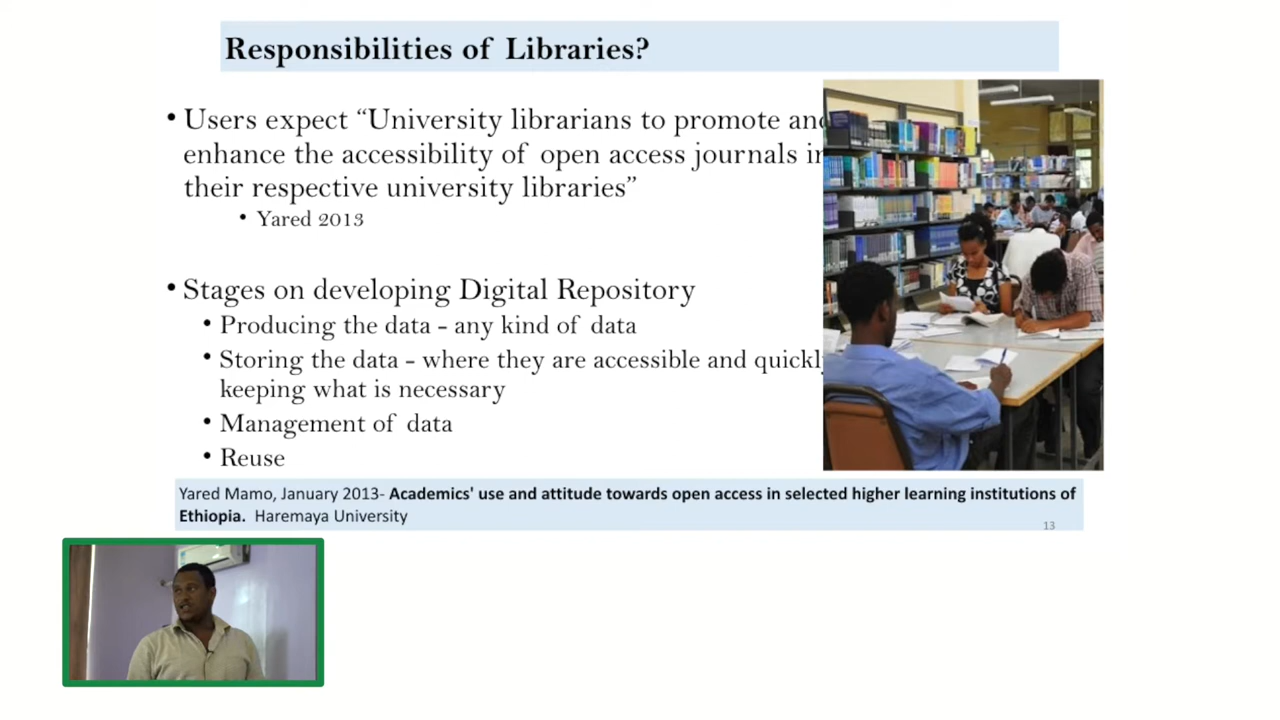 Responsibilities of Libraries?
• Users expect “University librarians to promote and
enhance the accessibility of open access journals in
their respective university libraries”
• Yared 2013
• Stages on developing Digital Repository
• Producing the data - any kind of data
• Storing the data - where they are accessible and quickly
keeping what is necessary
• Management of data
• Reuse
Yared Mamo, January 2013- Academics' use and attitude towards open access in selected higher learning institutions of
Ethiopia. Haremaya University
13